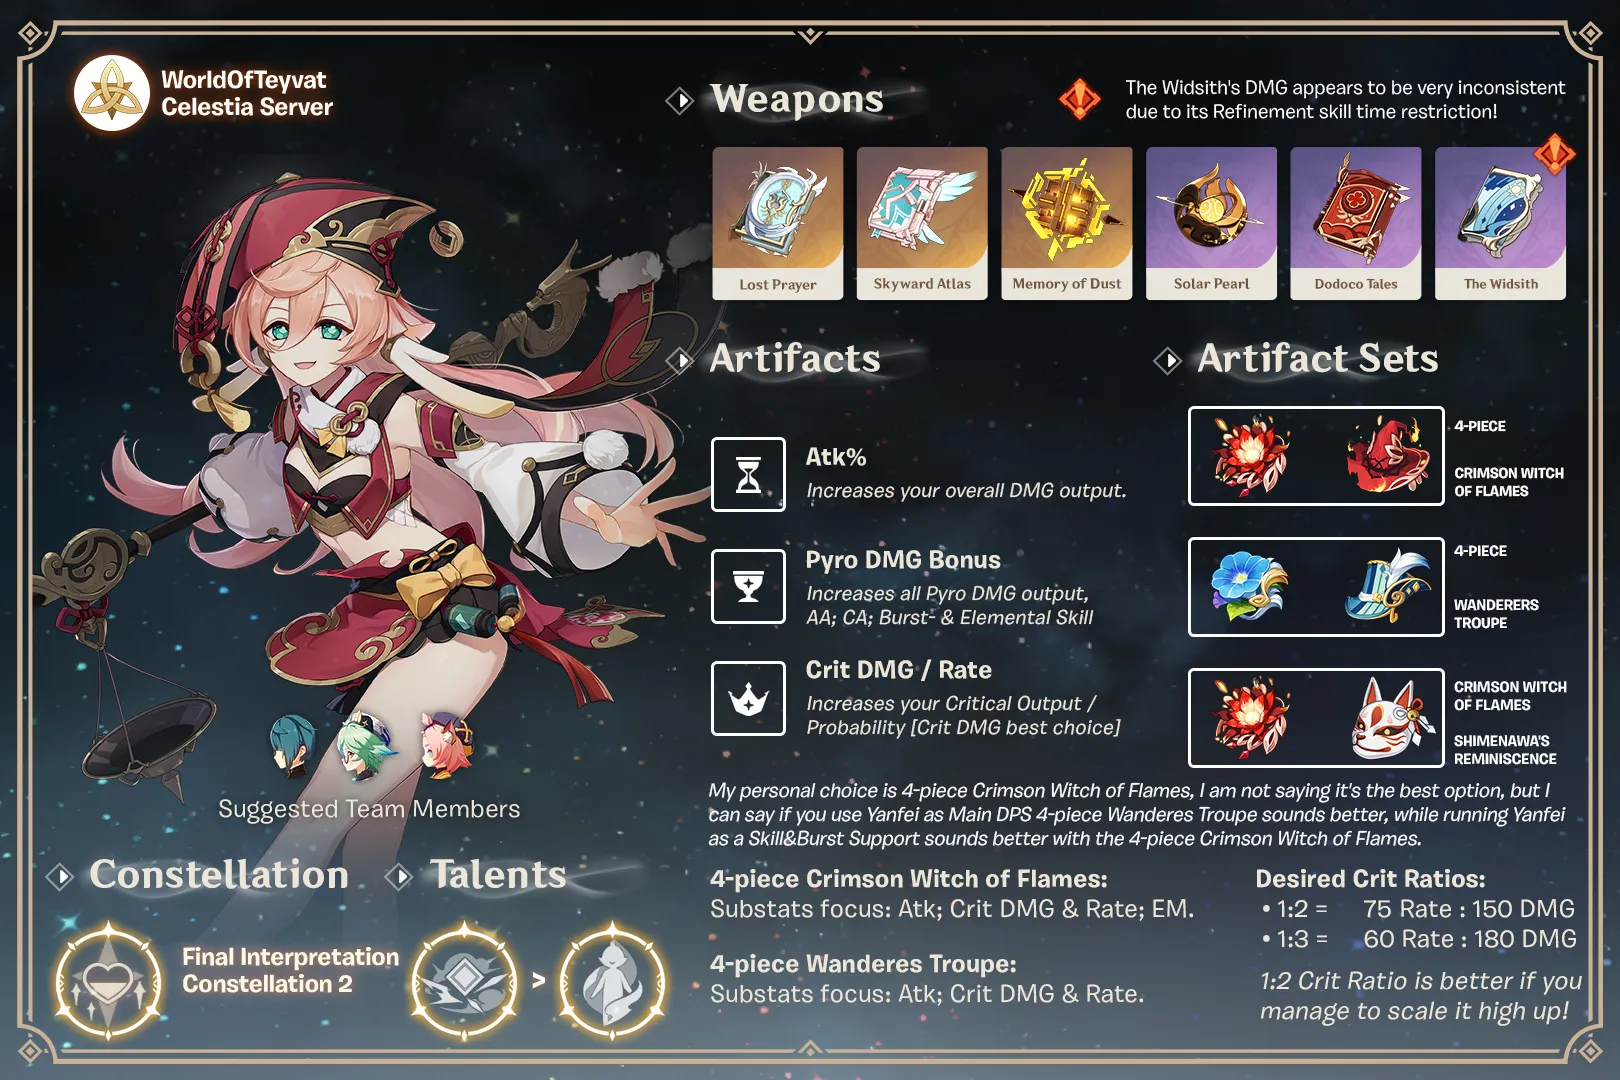 WorldOfTeyvat
Celestia Server
Weapons
The Widsith's DMG appears to be very inconsistent
due to its Refinement skill time restriction!
Lost Prayer
Skyward Atlas
Memory of Dust
Solar Pearl
Dodoco Tales
The Widsith
Artifacts
Atk%
Increases your overall DMG output.
Pyro DMG Bonus
Increases all Pyro DMG output,
AA; CA; Burst- & Elemental Skill
Crit DMG / Rate
Increases your Critical Output /
Probability [Crit DMG best choice]
Artifact Sets
4-PIECE
CRIMSON WITCH
OF FLAMES
4-PIECE
WANDERERS
TROUPE
CRIMSON WITCH
OF FLAMES
SHIMENAWA'S
REMINISCENCE
My personal choice is 4-piece Crimson Witch of Flames, I am not saying it's the best option, but I
can say if you use Yanfei as Main DPS 4-piece Wanderes Troupe sounds better, while running Yanfei
as a Skill&Burst Support sounds better with the 4-piece Crimson Witch of Flames.
4-piece Crimson Witch of Flames:
Substats focus: Atk; Crit DMG & Rate; EM.
4-piece Wanderes Troupe:
Substats focus: Atk; Crit DMG & Rate.
Desired Crit Ratios:
• 1:2 = 75 Rate : 150 DMG
• 1:3 = 60 Rate : 180 DMG
1:2 Crit Ratio is better if you
manage to scale it high up!
Suggested Team Members
Constellation
Final Interpretation
Constellation 2
Talents
>